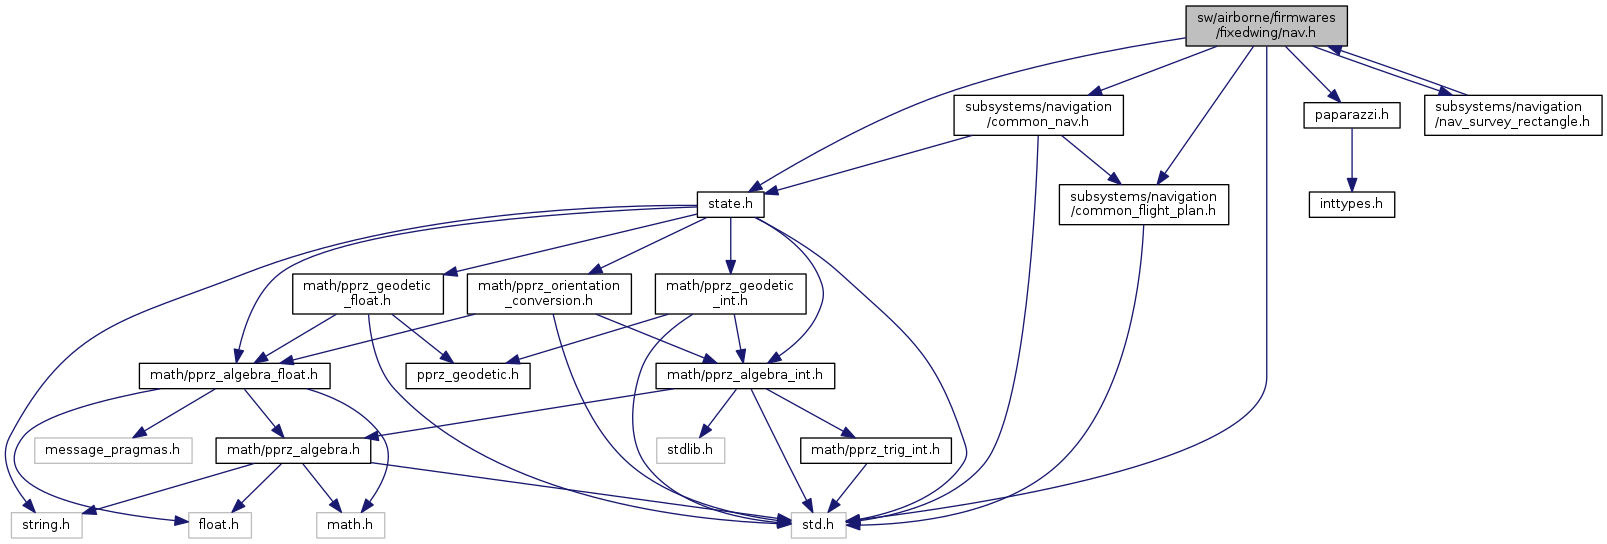 sw/airborne/firmwares
/fixedwing/nav.h
subsystems/navigation
/common_nav.h
paparazzi.h
subsystems/navigation
/nav_survey_rectangle.h
state.h
subsystems/navigation
/common_flight_plan.h
inttypes.h
math/pprz_geodetic
_float.h
math/pprz_orientation
_conversion.h
math/pprz_geodetic
_int.h
math/pprz_algebra_float.h
pprz_geodetic.h
math/pprz_algebra_int.h
message_pragmas.h
math/pprz_algebra.h
stdlib.h
math/pprz_trig_int.h
string.h
float.h
math.h
std.h